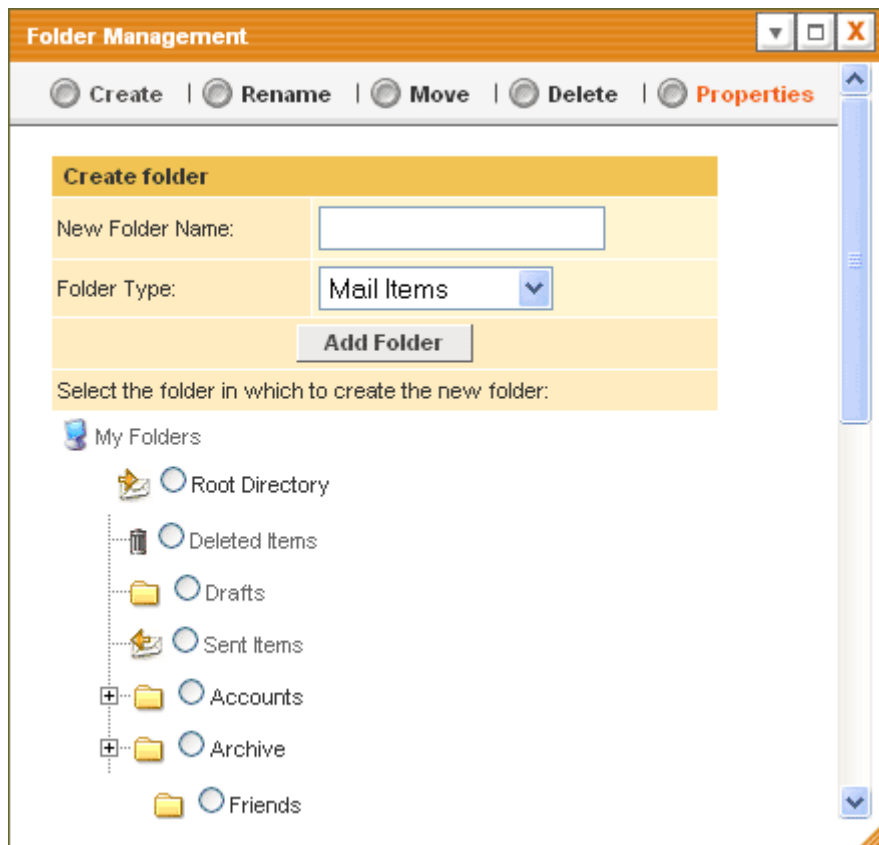 Folder Management
Create | Rename | Move | Delete | Properties
Create folder
New Folder Name:
Folder Type: Mail Items
Add Folder
Select the folder in which to create the new folder:
My Folders
Root Directory
Deleted Items
Drafts
Sent Items
Accounts
Archive
Friends